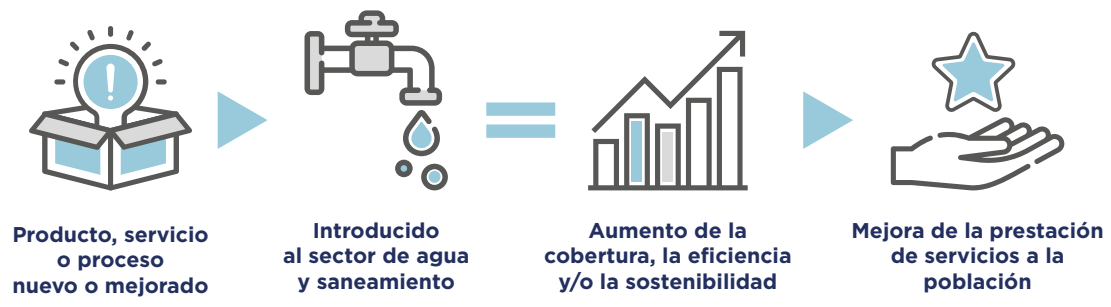 Producto, servicio
o proceso
nuevo o mejorado
Introducido
al sector de agua
y saneamiento
Aumento de la
cobertura, la eficiencia
y/o la sostenibilidad
Mejora de la prestación
de servicios a la
población